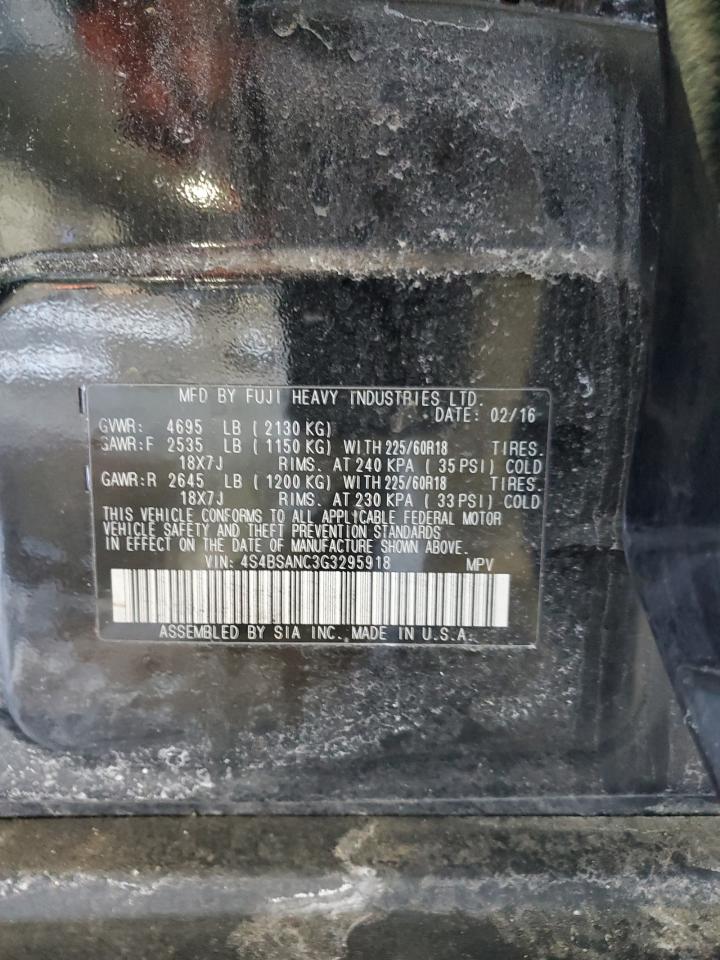 MFD BY FUJI HEAVY INDUSTRIES LTD.
DATE: 02/16
GVWR: 4695 LB ( 2130 KG)
GAWR:F 2535 LB ( 1150 KG) WITH 225/60R18 TIRES.
18X7J RIMS. AT 240 KPA ( 35 PSI) COLD
GAWR:R 2645 LB ( 1200 KG) WITH 225/60R18 TIRES.
18X7J RIMS. AT 230 KPA ( 33 PSI) COLD
THIS VEHICLE CONFORMS TO ALL APPLICABLE FEDERAL MOTOR
VEHICLE SAFETY AND THEFT PREVENTION STANDARDS
IN EFFECT ON THE DATE OF MANUFACTURE SHOWN ABOVE.
VIN: 4S4BSANC3G3295918 MPV
ASSEMBLED BY SIA INC. MADE IN U.S.A.